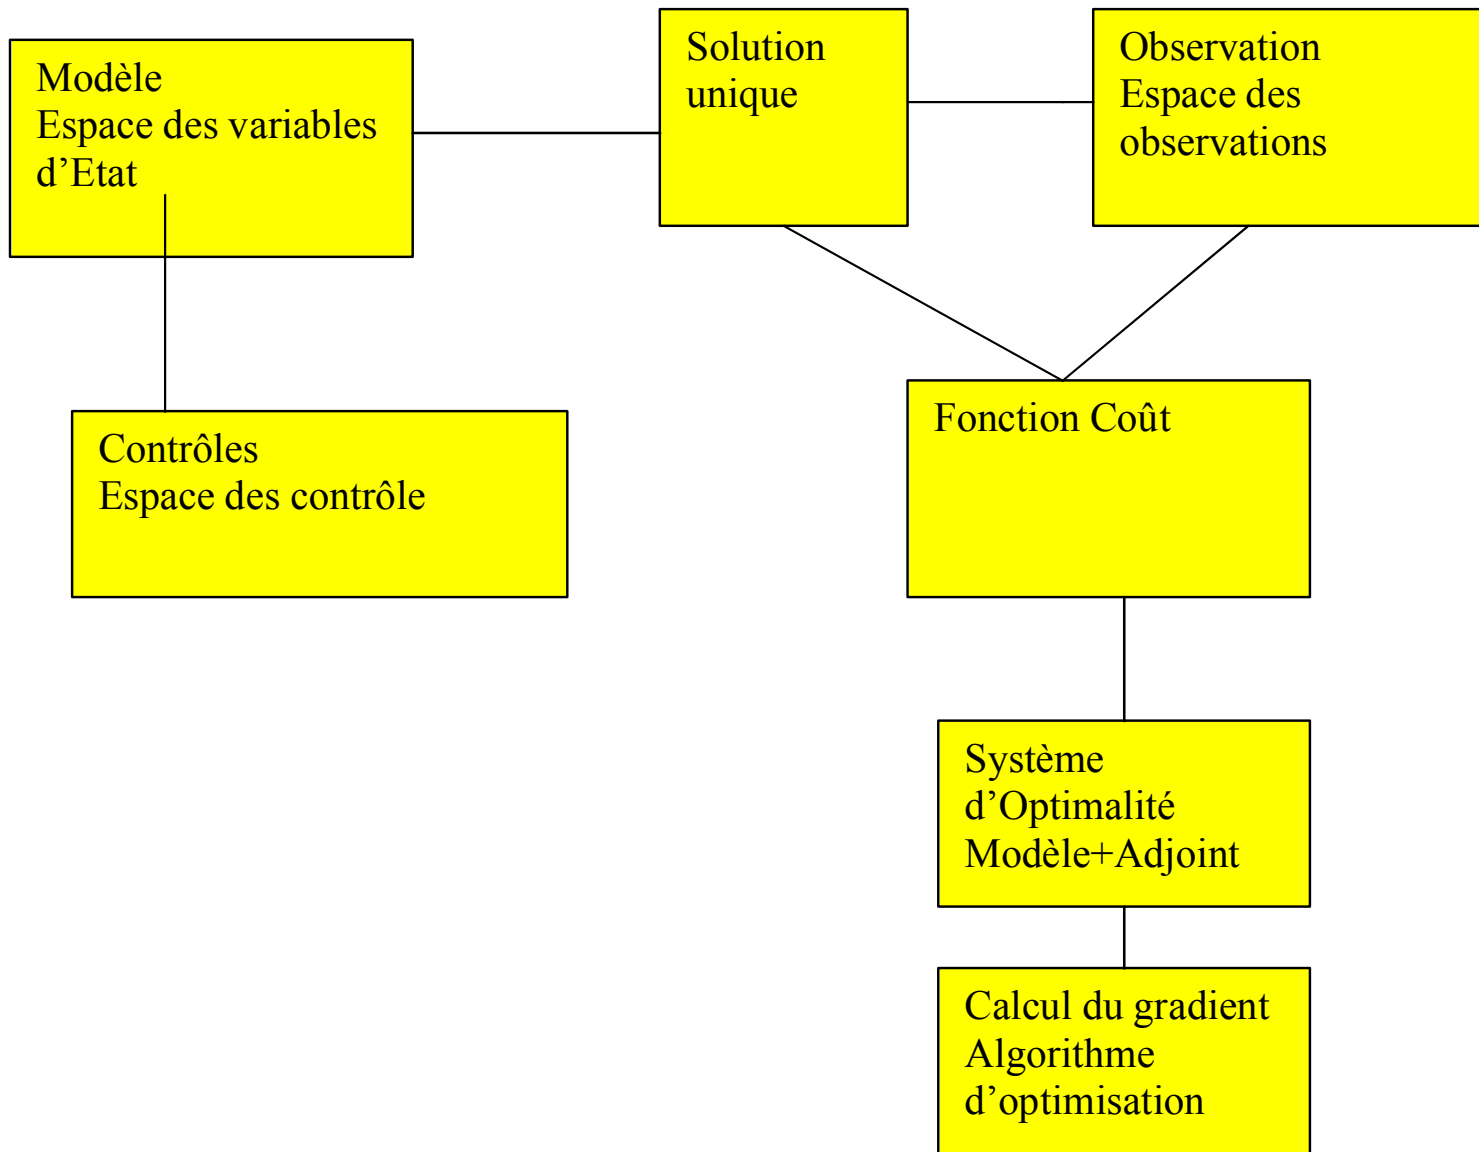 Modèle
Espace des variables
d’Etat
Solution
unique
Observation
Espace des
observations
Contrôles
Espace des contrôle
Fonction Coût
Système
d’Optimalité
Modèle+Adjoint
Calcul du gradient
Algorithme
d’optimisation